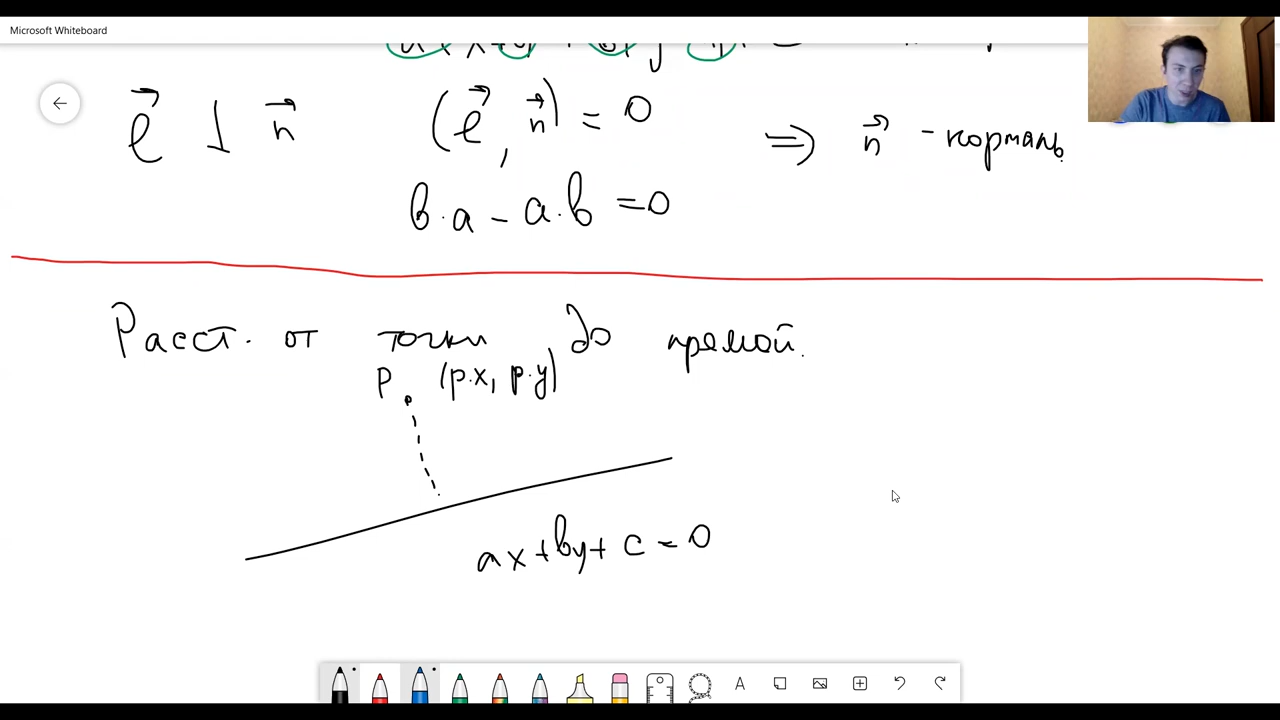 Microsoft Whiteboard
e⃗ ⊥ n⃗ (e⃗, n⃗) = 0 ⇒ n⃗ - нормаль.
b·a - a·b = 0
Расст. от точки до прямой.
P (p.x, p.y)
ax+by+c=0
A